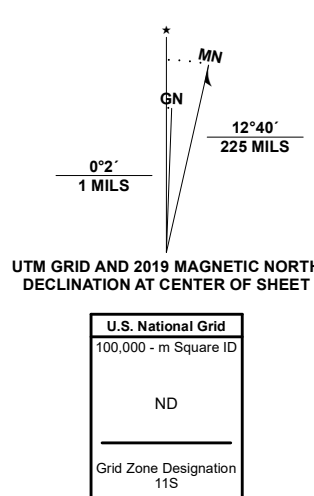 ★
MN
GN
12°40´
225 MILS
0°2´
1 MILS
UTM GRID AND 2019 MAGNETIC NORTH
DECLINATION AT CENTER OF SHEET
U.S. National Grid
100,000 - m Square ID
ND
Grid Zone Designation
11S